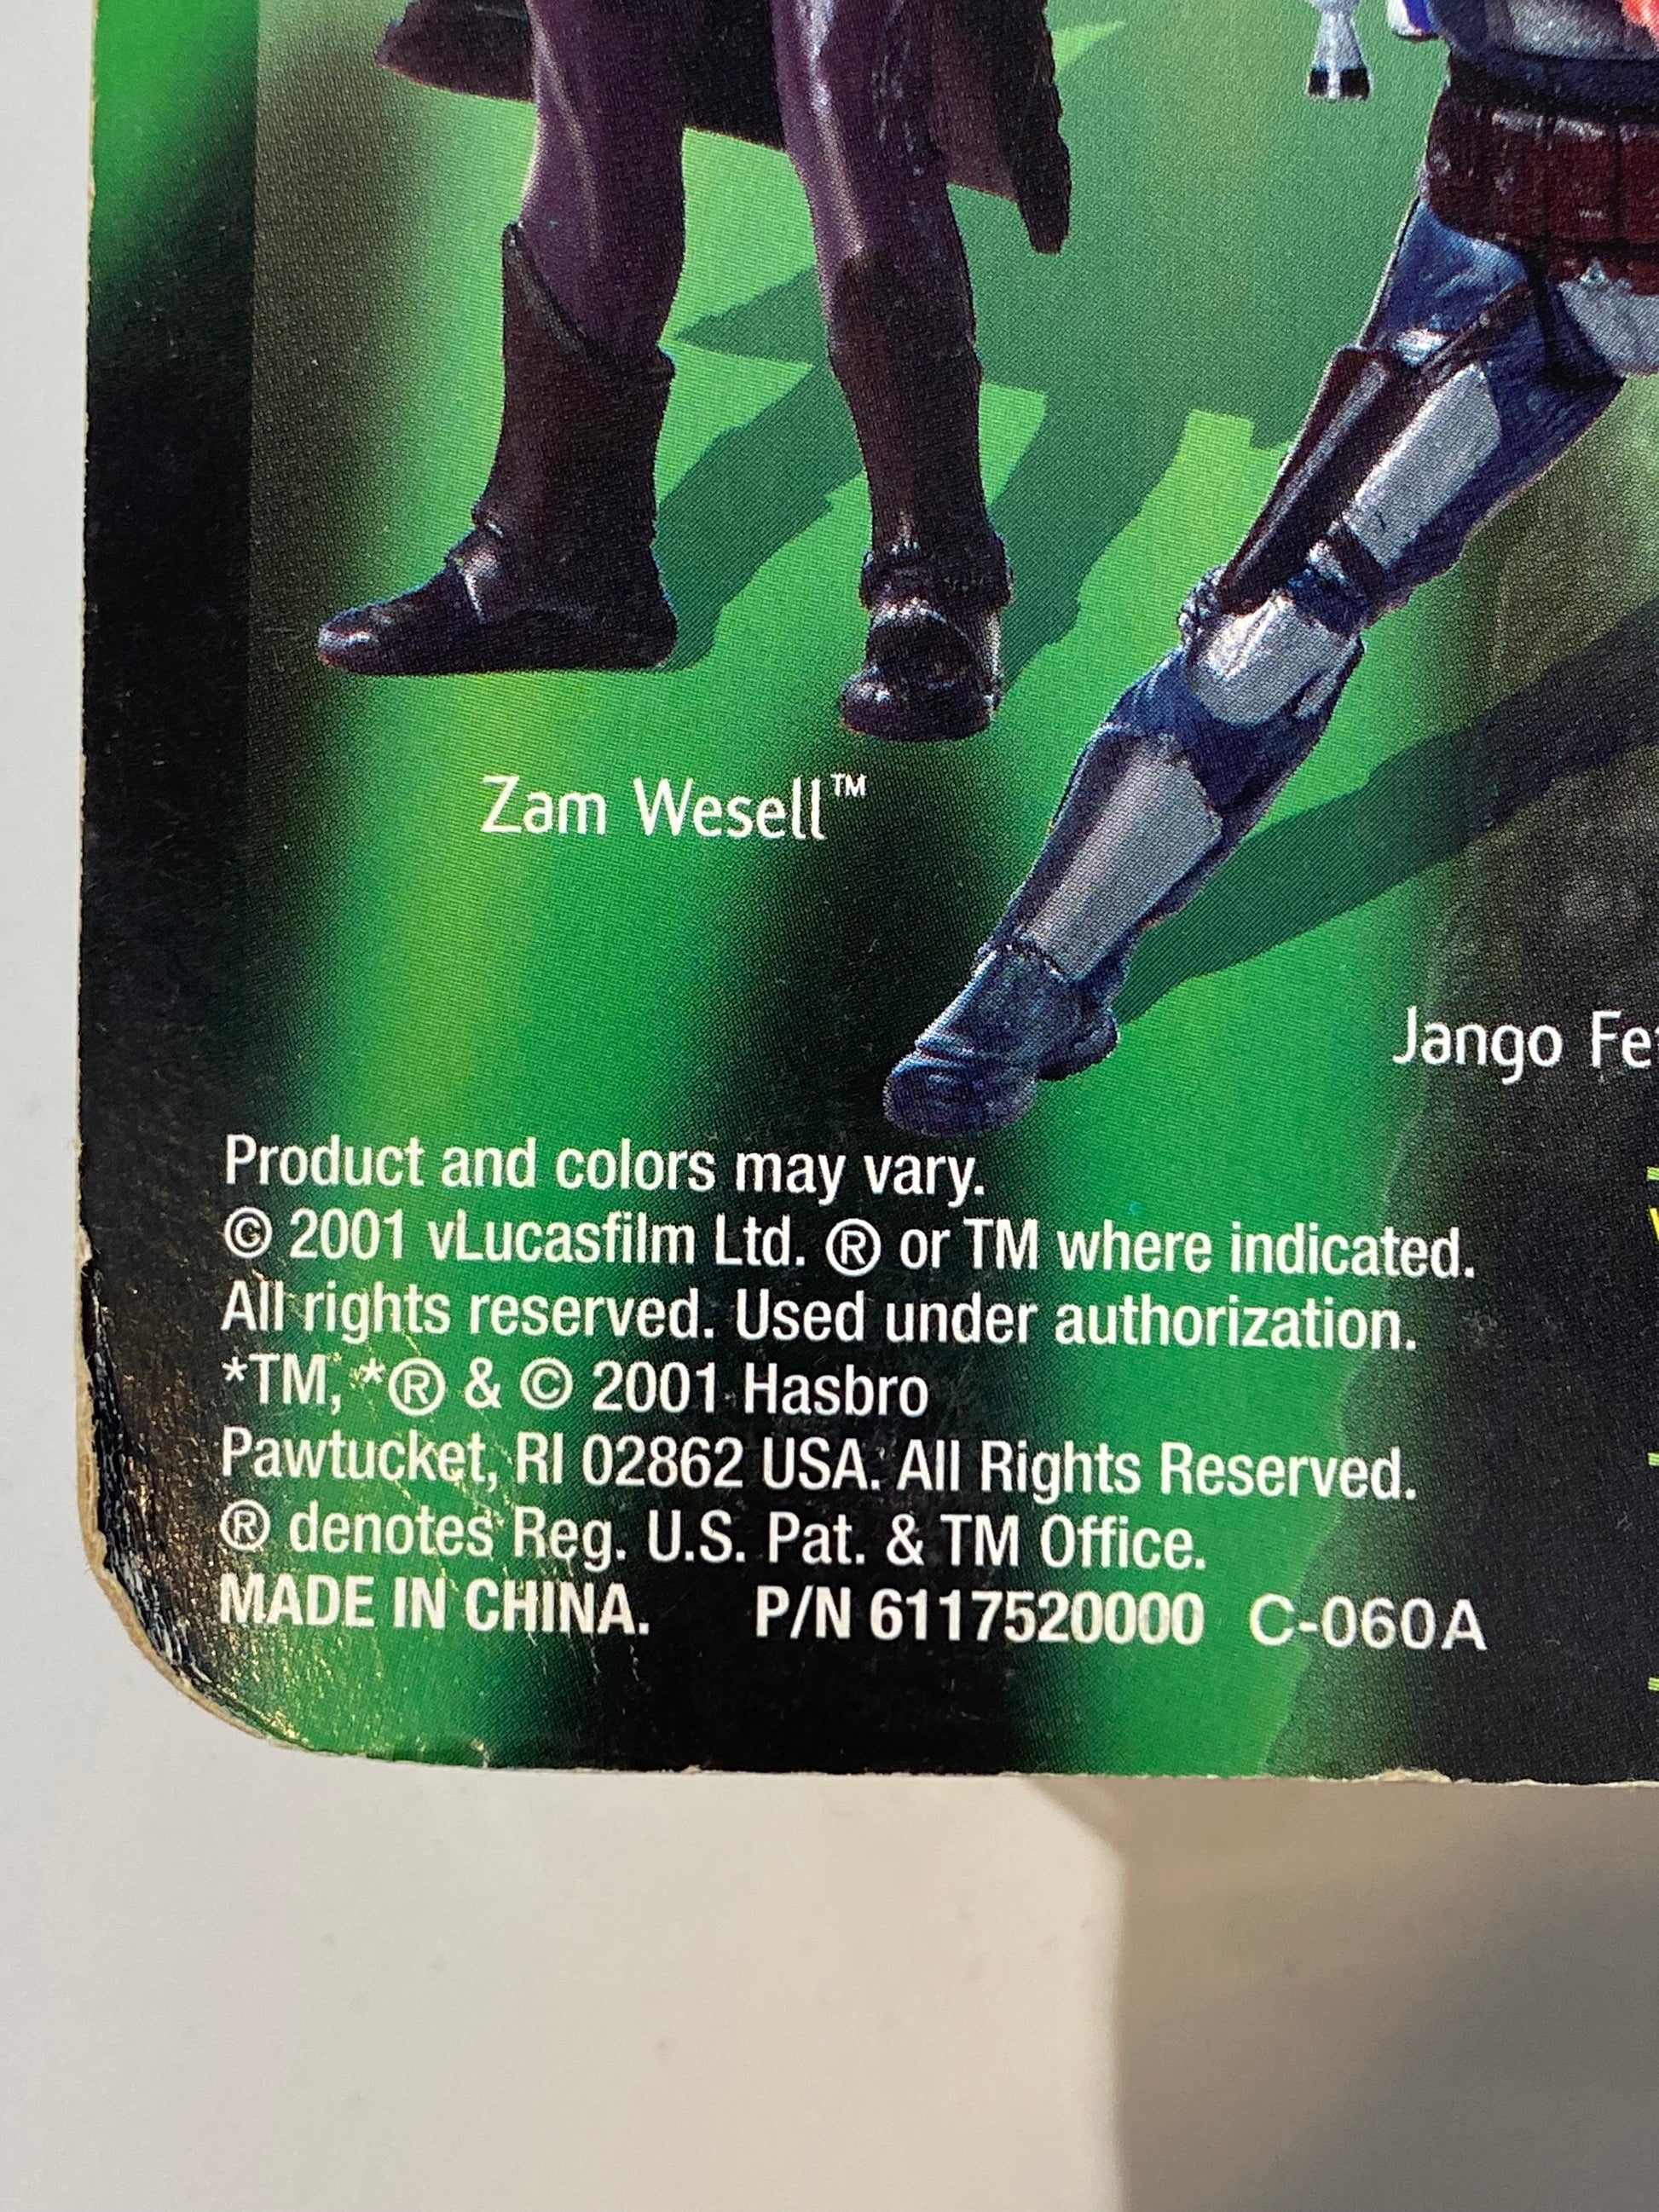 Zam Wesell™
Jango Fe
Product and colors may vary.
© 2001 vLucasfilm Ltd. ® or TM where indicated.
All rights reserved. Used under authorization.
*TM, *® & © 2001 Hasbro
Pawtucket, RI 02862 USA. All Rights Reserved.
® denotes Reg. U.S. Pat. & TM Office.
MADE IN CHINA. P/N 6117520000 C-060A